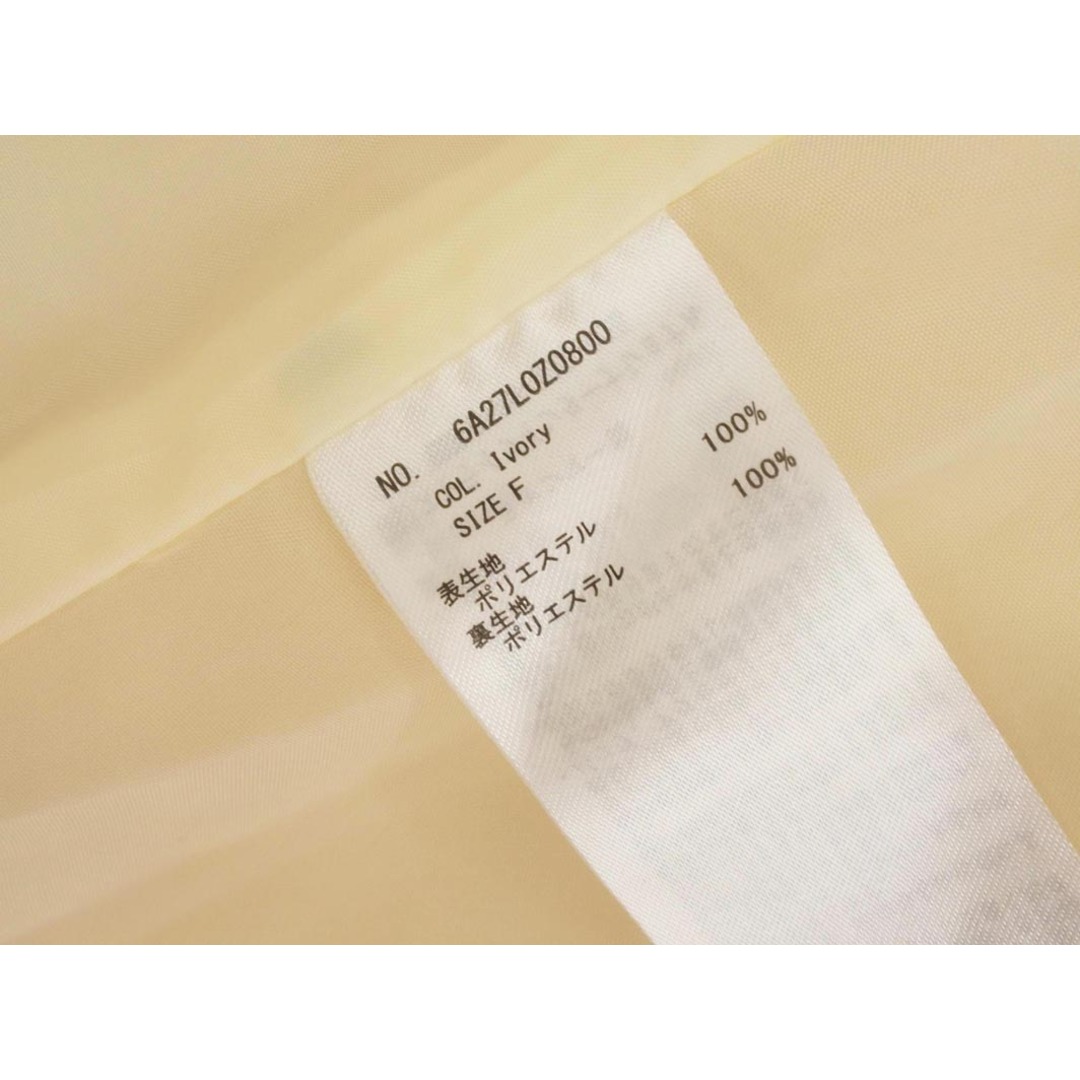 NO. 6A27L0Z0800
COL. Ivory
SIZE F
表生地
ポリエステル 100%
裏生地
ポリエステル 100%